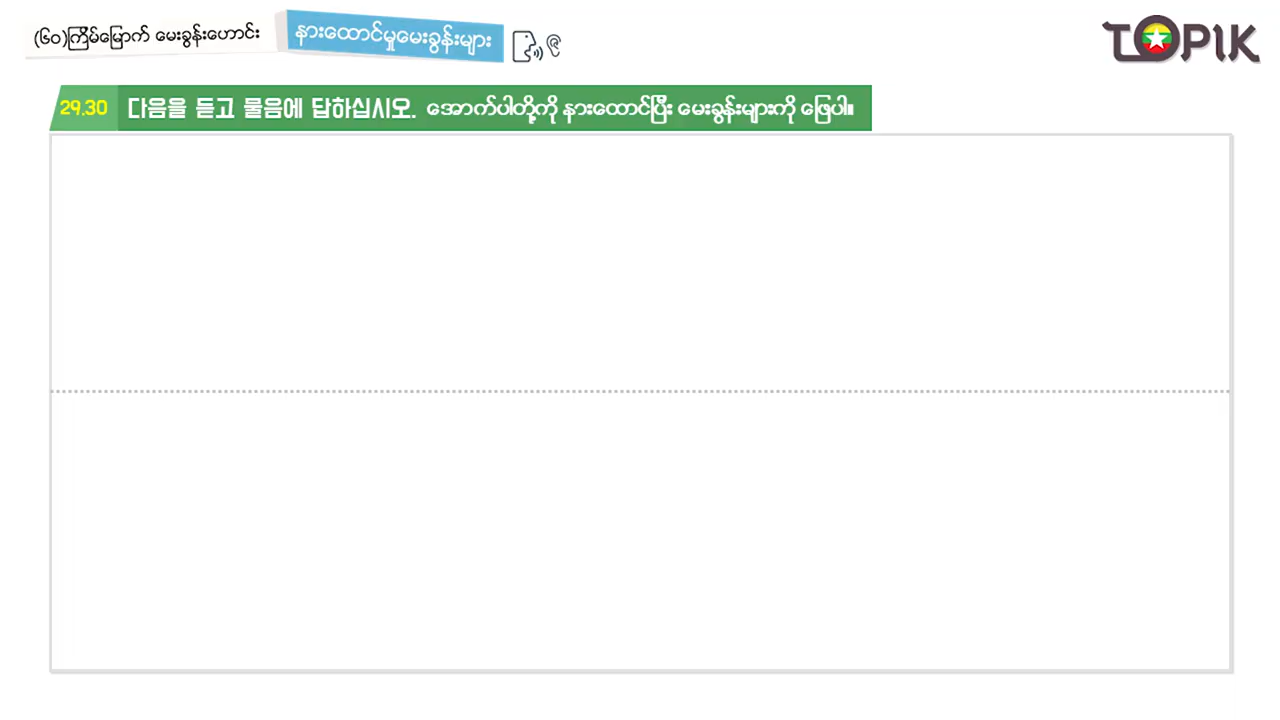 (၆၀)ကြိမ်မြောက် မေးခွန်းဟောင်း
နားထောင်မှုမေးခွန်းများ
TOPIK
29.30 다음을 듣고 물음에 답하십시오. အောက်ပါတို့ကို နားထောင်ပြီး မေးခွန်းများကို ဖြေပါ။